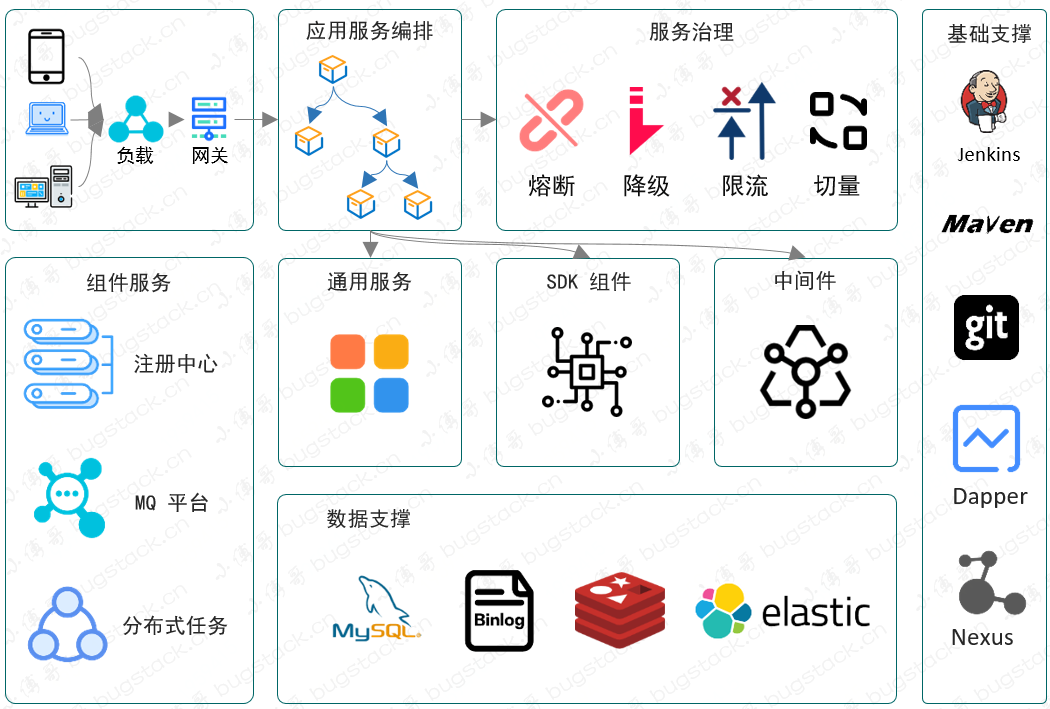 负载
网关
应用服务编排
服务治理
熔断
降级
限流
切量
基础支撑
Jenkins
Maven
git
Dapper
Nexus
组件服务
注册中心
MQ 平台
分布式任务
通用服务
SDK 组件
中间件
数据支撑
MySQL
Binlog
elastic
小傅哥 bugstack.cn